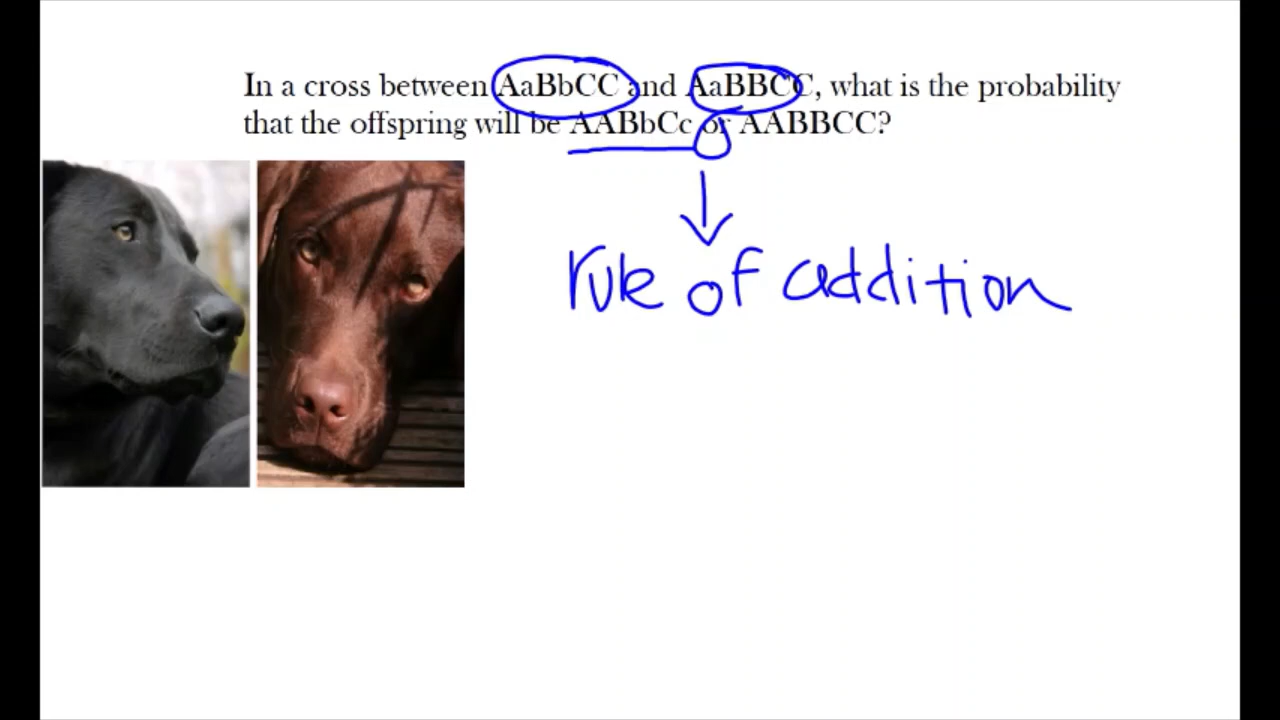 In a cross between AaBbCC and AaBBCC, what is the probability
that the offspring will be AABbCc or AABBCC?
rule of addition